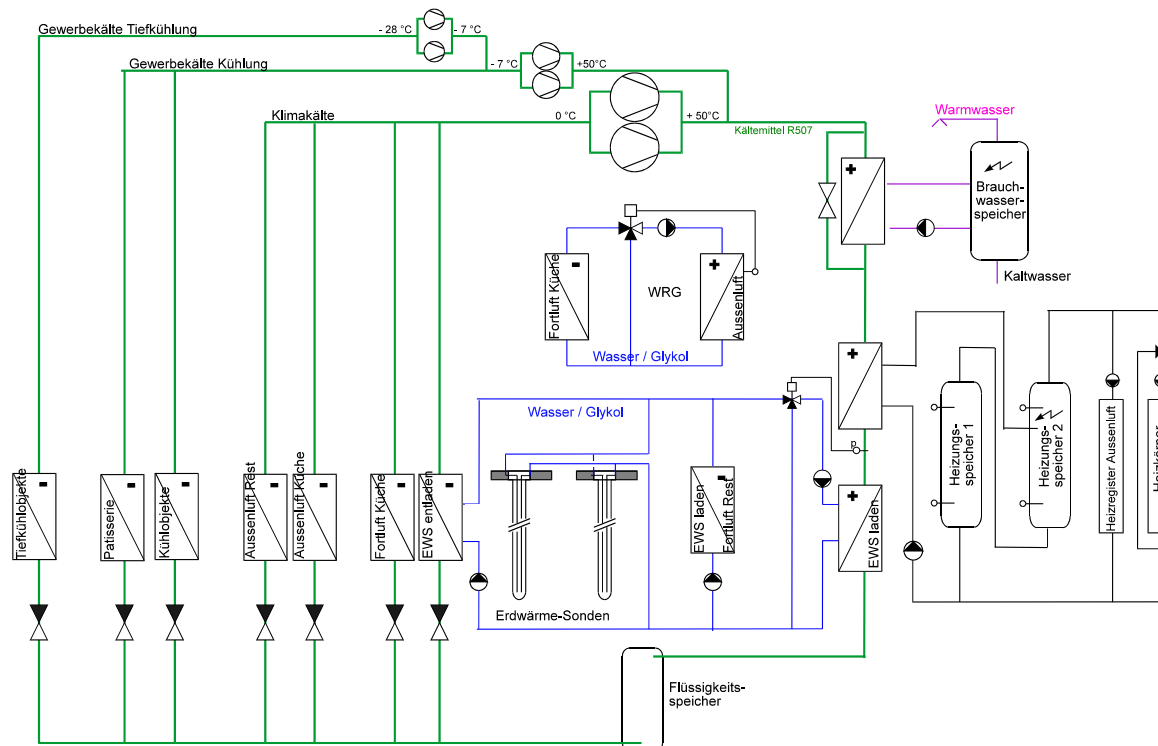 Gewerbekälte Tiefkühlung
- 28 °C
- 7 °C
Gewerbekälte Kühlung
- 7 °C
+50°C
Klimakälte
0 °C
+ 50°C
Kältemittel R507
Warmwasser
+
Brauch-
wasser-
speicher
Kaltwasser
Fortluft Küche
-
WRG
+
Aussenluft
Wasser / Glykol
+
Wasser / Glykol
p
Heizungs-
speicher 1
Heizungs-
speicher 2
Heizregister Aussenluft
Heizkörper
Tiefkühlobjekte
-
Patisserie
-
Kühlobjekte
-
Aussenluft Rest
-
Aussenluft Küche
-
Fortluft Küche
-
EWS entladen
-
EWS laden
Fortluft Rest
-
EWS laden
+
Erdwärme-Sonden
Flüssigkeits-
speicher